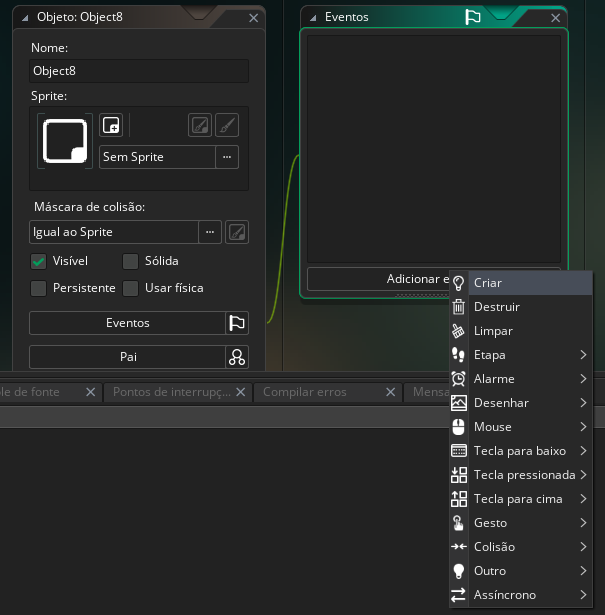 Objeto: Object8
Nome:
Object8
Sprite:
Sem Sprite
...
Máscara de colisão:
Igual ao Sprite
...
Visível
Sólida
Persistente
Usar física
Eventos
Pai
Eventos
Adicionar e
Criar
Destruir
Limpar
Etapa
Alarme
Desenhar
Mouse
Tecla para baixo
Tecla pressionada
Tecla para cima
Gesto
Colisão
Outro
Assíncrono
le de fonte
Pontos de interrupç...
Compilar erros
Mensa